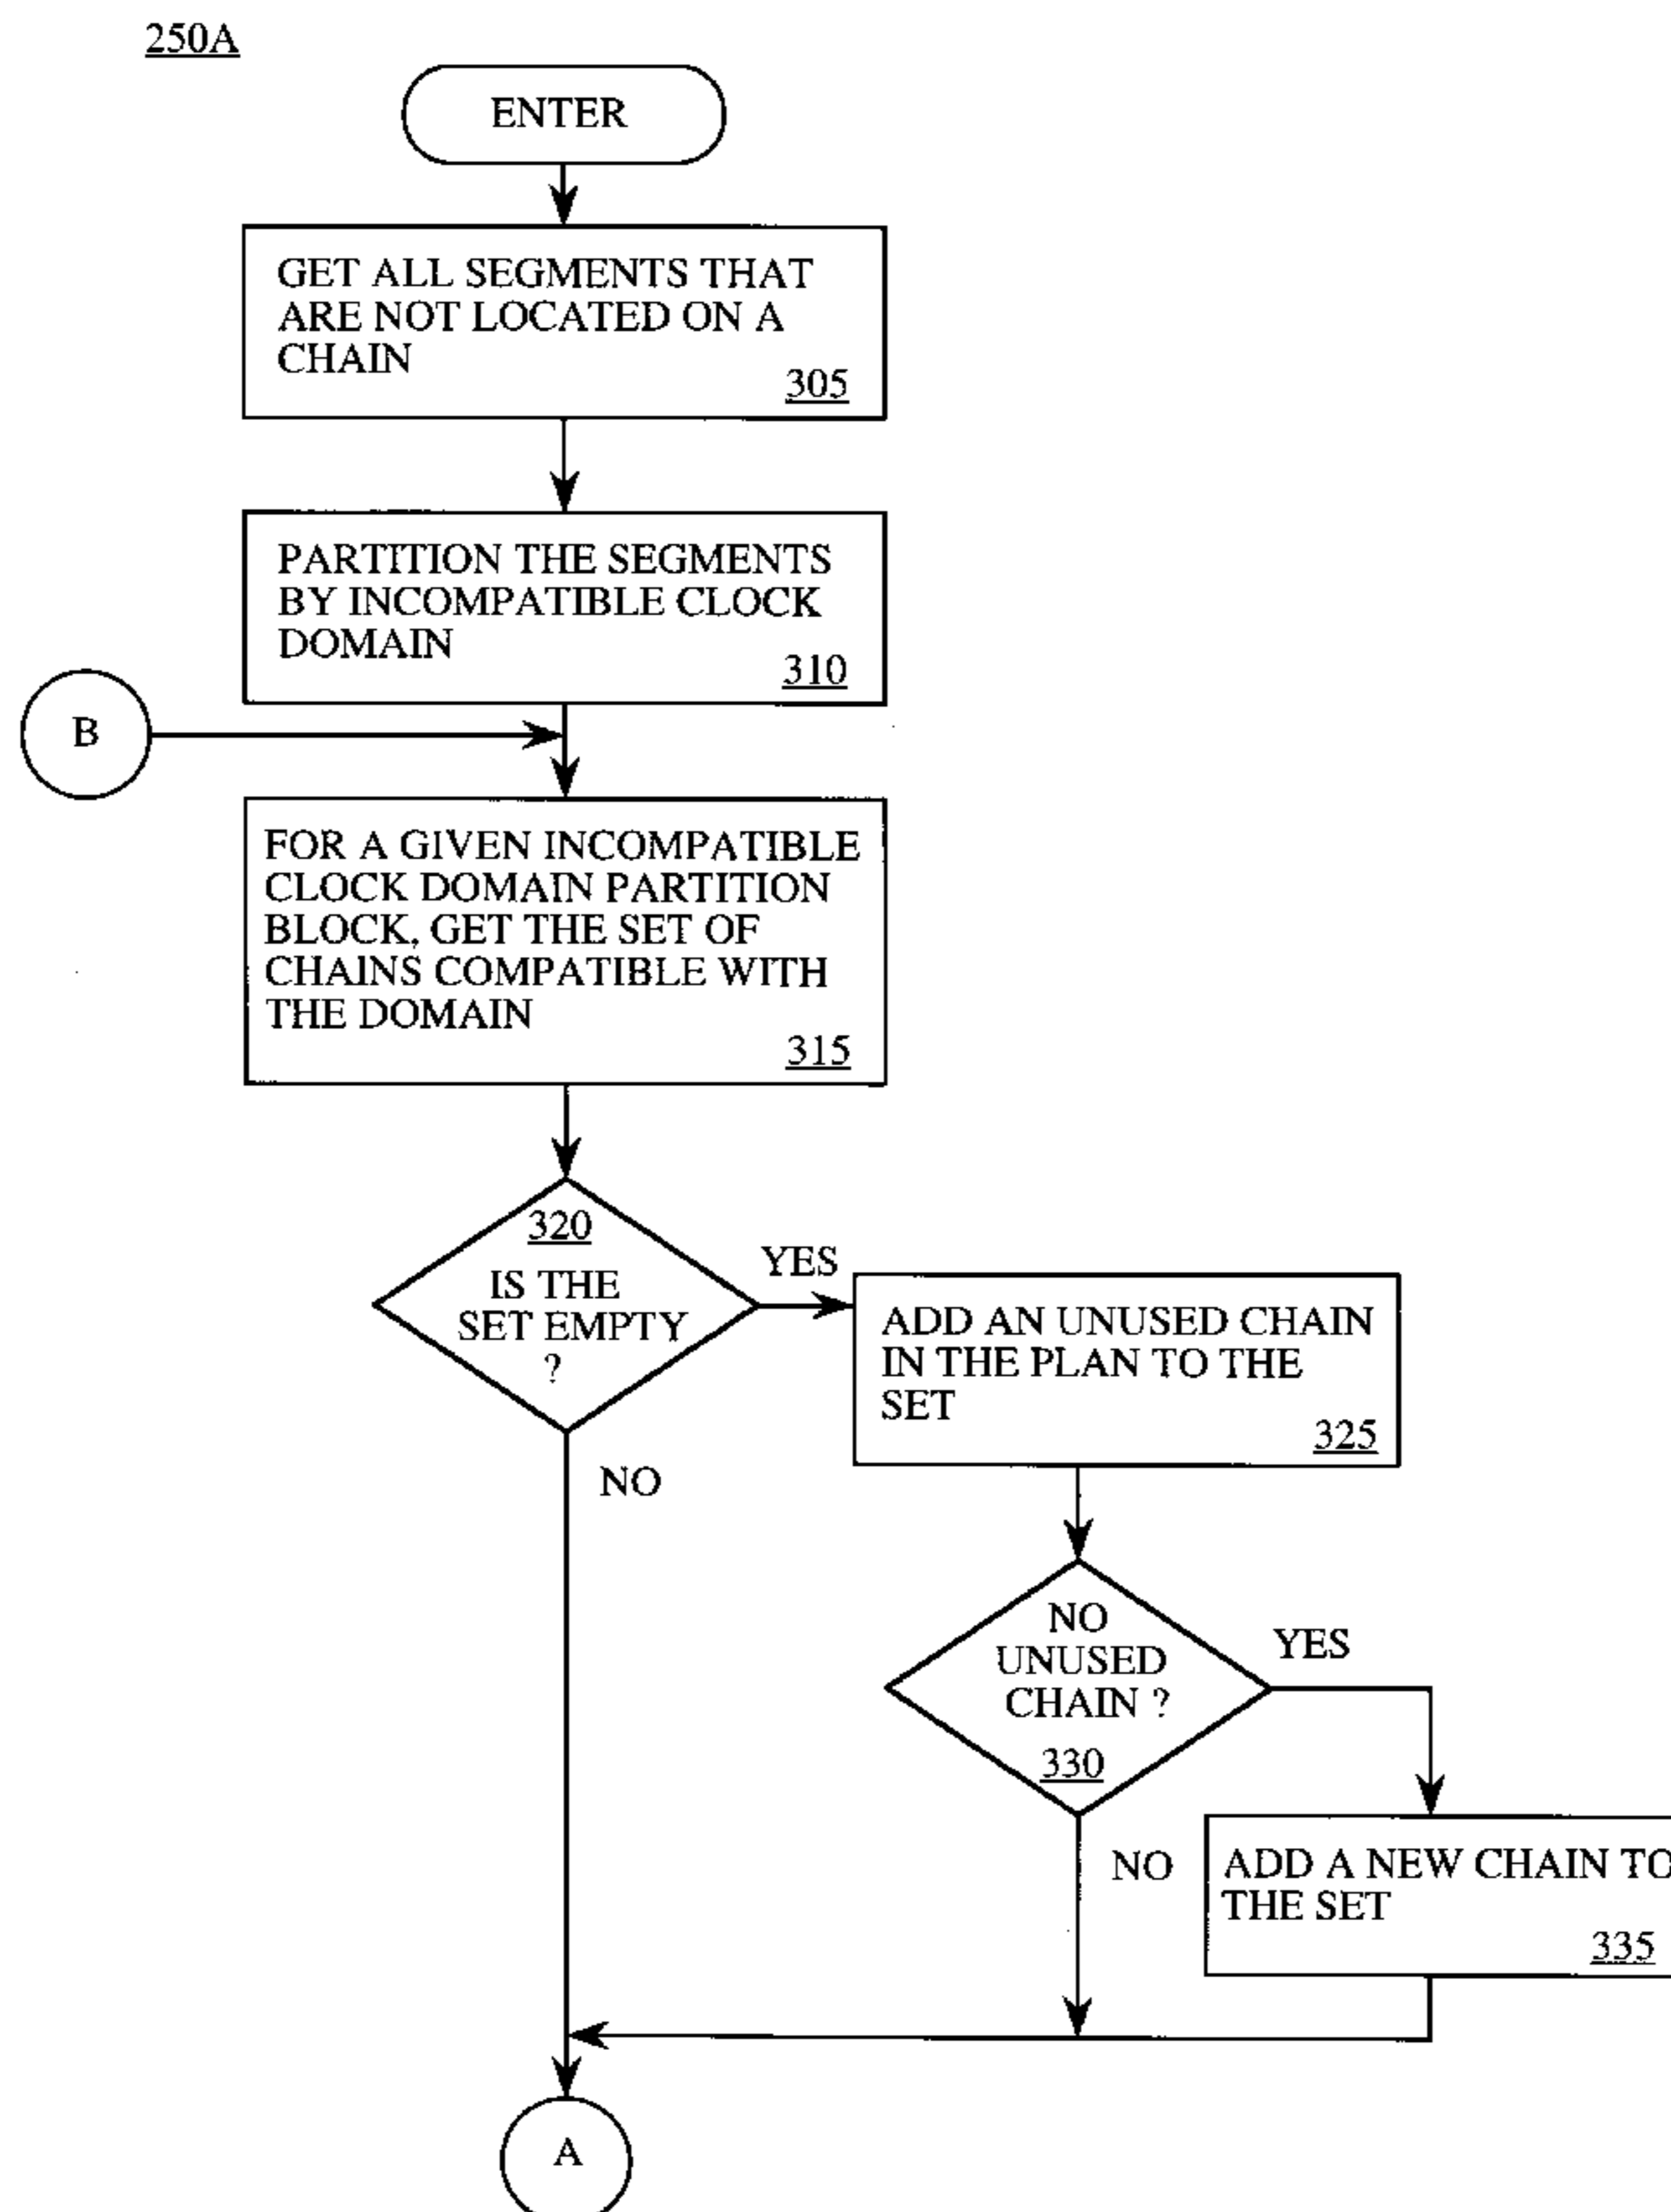 250A
ENTER
GET ALL SEGMENTS THAT
ARE NOT LOCATED ON A
CHAIN
305
PARTITION THE SEGMENTS
BY INCOMPATIBLE CLOCK
DOMAIN
310
B
FOR A GIVEN INCOMPATIBLE
CLOCK DOMAIN PARTITION
BLOCK, GET THE SET OF
CHAINS COMPATIBLE WITH
THE DOMAIN
315
320
IS THE
SET EMPTY
?
YES
NO
ADD AN UNUSED CHAIN
IN THE PLAN TO THE
SET
325
NO
UNUSED
CHAIN ?
330
YES
NO
ADD A NEW CHAIN TO
THE SET
335
A